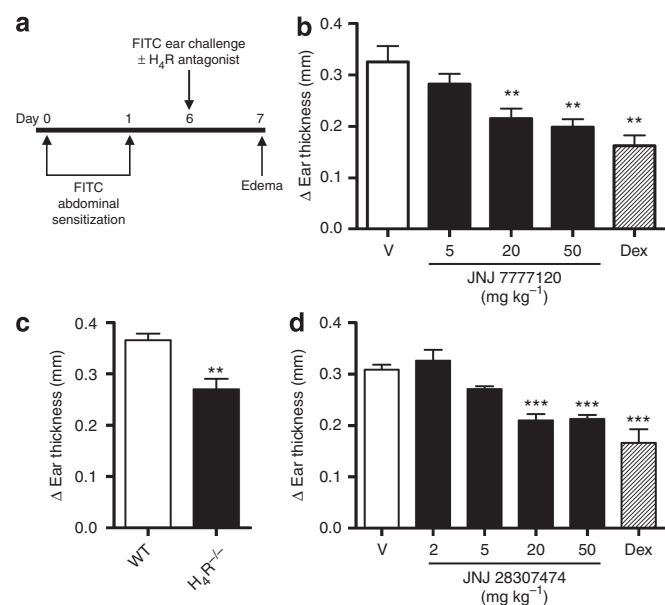 a
FITC ear challenge
± H₄R antagonist
Day 0 1 6 7
FITC
abdominal
sensitization
Edema
b
Δ Ear thickness (mm)
0.4
0.3
0.2
0.1
0.0
** ** **
V 5 20 50 Dex
JNJ 7777120
(mg kg⁻¹)
c
Δ Ear thickness (mm)
0.4
0.3
0.2
0.1
0.0
**
WT H₄R⁻/⁻
d
Δ Ear thickness (mm)
0.4
0.3
0.2
0.1
0.0
*** *** ***
V 2 5 20 50 Dex
JNJ 28307474
(mg kg⁻¹)